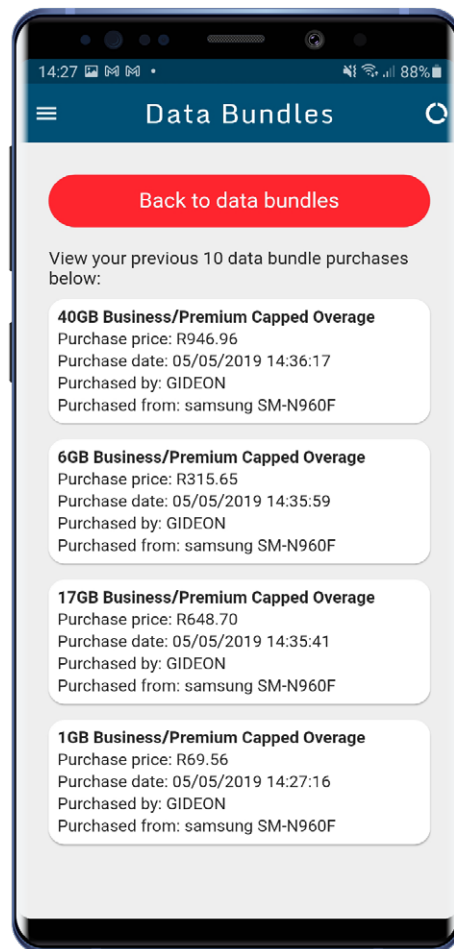 14:27 88%
Data Bundles
Back to data bundles
View your previous 10 data bundle purchases
below:
40GB Business/Premium Capped Overage
Purchase price: R946.96
Purchase date: 05/05/2019 14:36:17
Purchased by: GIDEON
Purchased from: samsung SM-N960F
6GB Business/Premium Capped Overage
Purchase price: R315.65
Purchase date: 05/05/2019 14:35:59
Purchased by: GIDEON
Purchased from: samsung SM-N960F
17GB Business/Premium Capped Overage
Purchase price: R648.70
Purchase date: 05/05/2019 14:35:41
Purchased by: GIDEON
Purchased from: samsung SM-N960F
1GB Business/Premium Capped Overage
Purchase price: R69.56
Purchase date: 05/05/2019 14:27:16
Purchased by: GIDEON
Purchased from: samsung SM-N960F